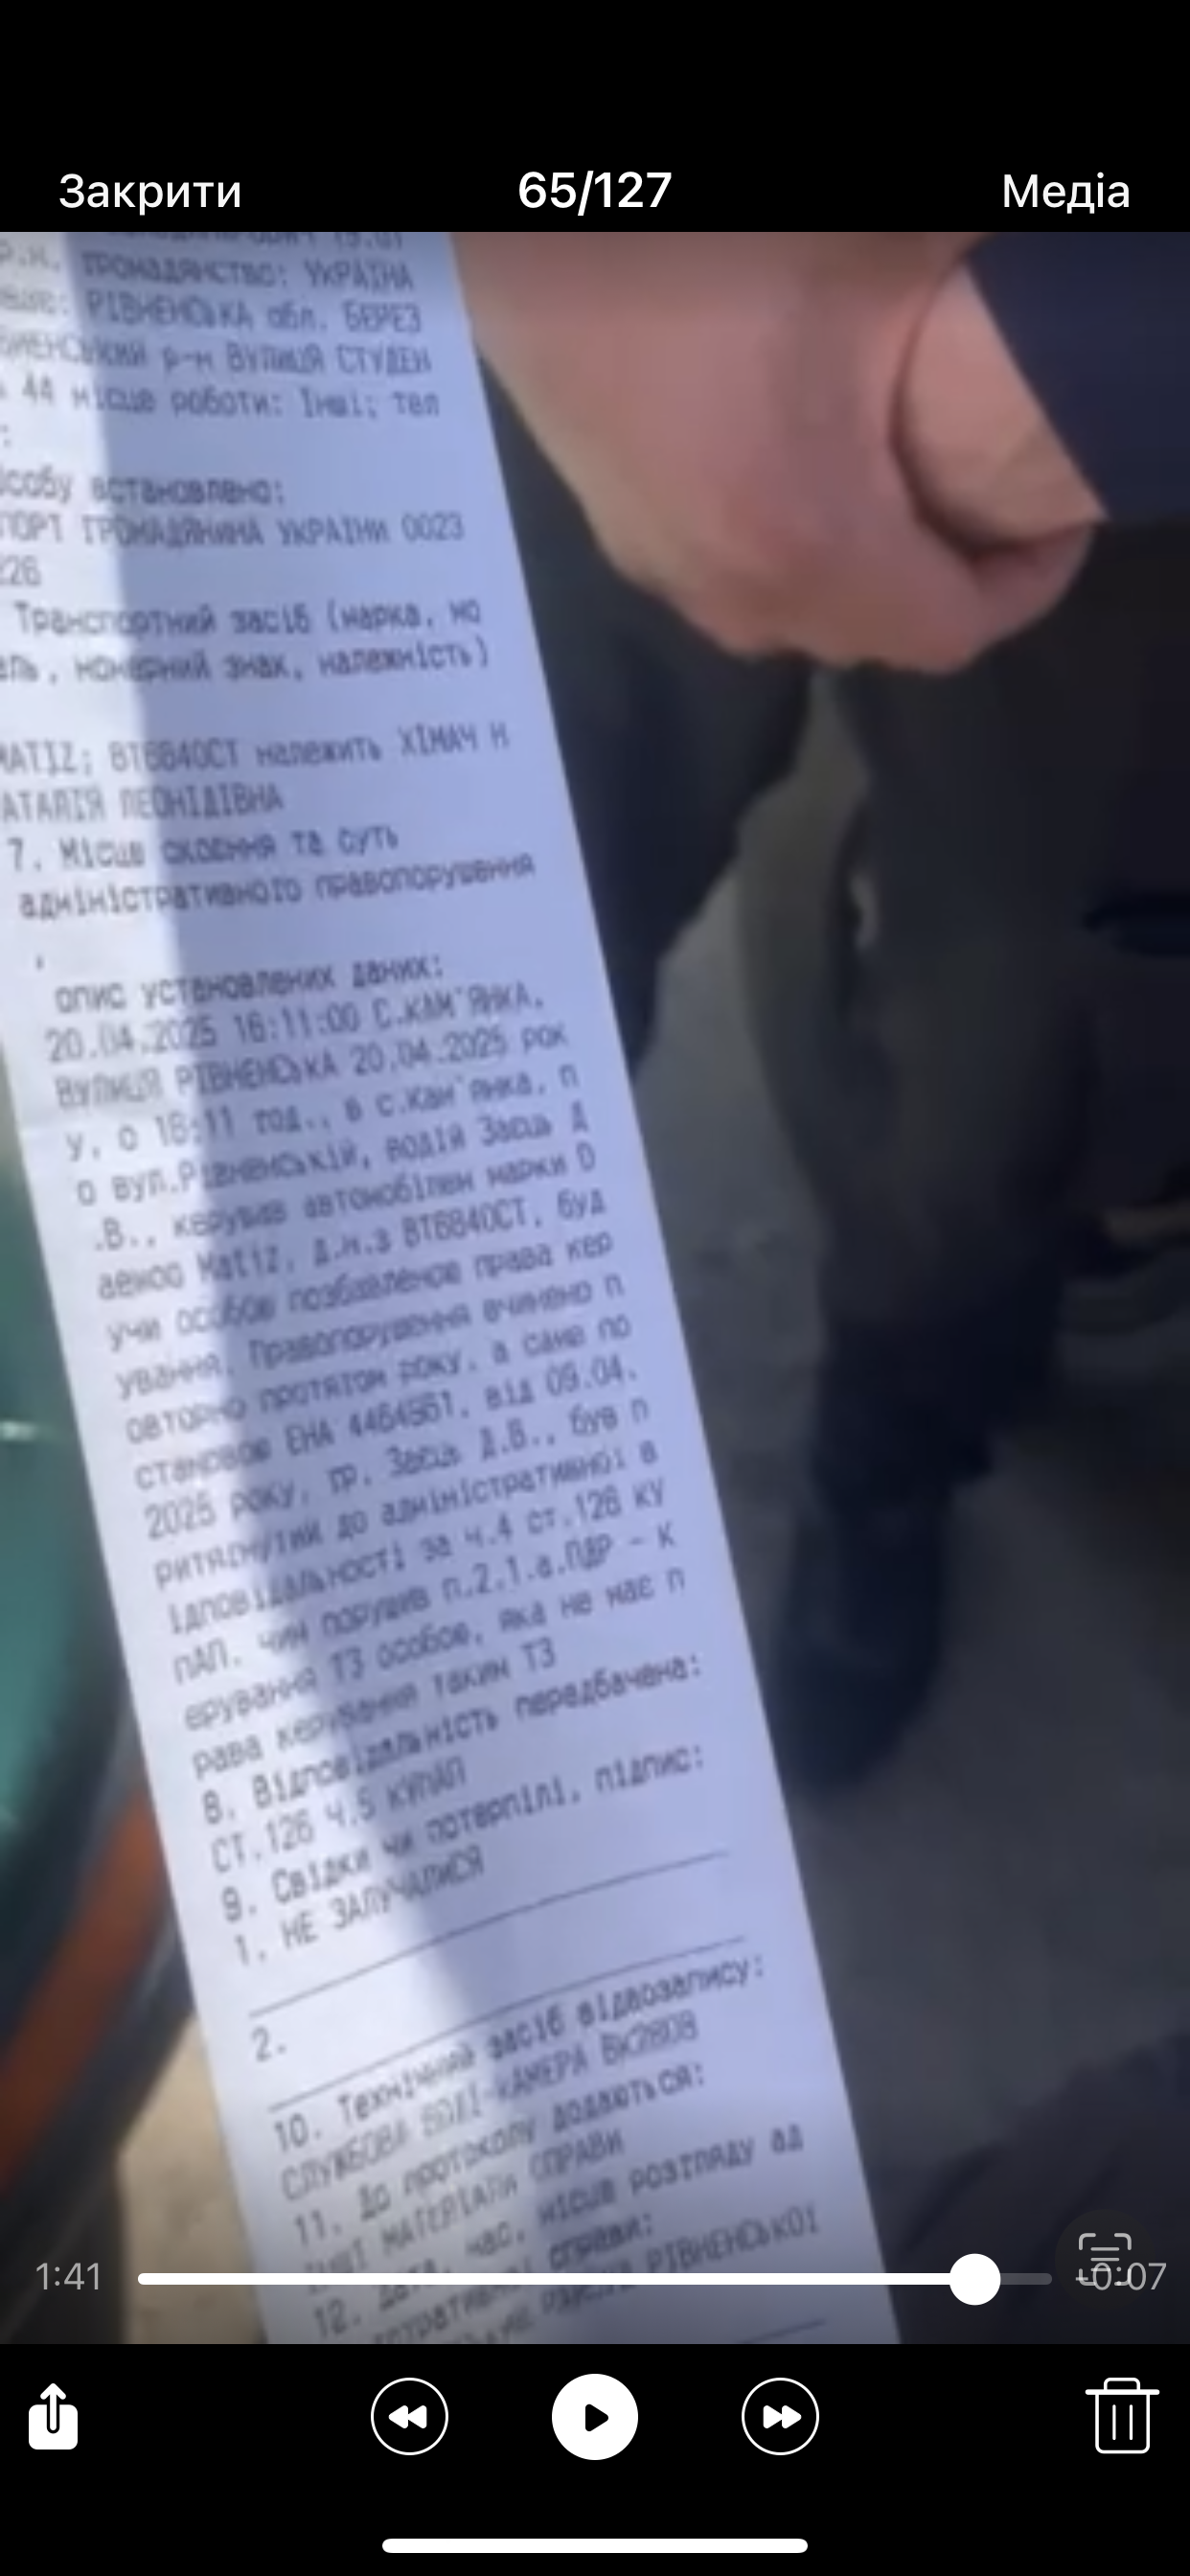 Закрити
65/127
Медіа
ГРОМАДЯНСТВО: УКРАЇНА
РІВНЕНСЬКА обл. БЕРЕЗ
р-н ВУЛИЦЯ СТУДЕН
44 місце роботи: Інші; тел
:
особу встановлено:
ПОРТ ГРОМАДЯНИНА УКРАЇНИ 0023
226
Транспортний засіб (марка, мо
ель, номерний знак, належність)
MATIZ; ВТ6840СТ належить ХІМАЧ Н
АТАЛІЯ ЛЕОНІДІВНА
7. Місце скоєння та суть
адміністративного правопорушення
,
опис установлених даних:
20.04.2025 16:11:00 С.КАМ'ЯНКА,
ВУЛИЦЯ РІВНЕНСЬКА 20.04.2025 рок
у, о 16:11 год., в с.Кам'янка, п
о вул.Рівненській, водій Заєць Д
.В., керував автомобілем марки D
aewoo Matiz, д.н.з ВТ6840СТ, буд
учи особою позбавленою права кер
ування. Правопорушення вчинено п
овторно протягом року, а саме по
становою ЕНА 4464961, від 09.04.
2025 року, гр. Заєць Д.В., був п
ритягнутий до адміністративної в
ідповідальності за ч.4 ст.126 КУ
пАП, чим порушив п.2.1.а.ПДР - К
ерування ТЗ особою, яка не має п
рава керування таким ТЗ
8. Відповідальність передбачена:
СТ.126 Ч.5 КУпАП
9. Свідки чи потерпілі, підпис:
1. НЕ ЗАЛУЧАЛИСЯ
2.
10. Технічний засіб відеозапису:
СЛУЖБОВА БОДІ-КАМЕРА Вк2808
11. До протоколу додаються:
ІНШІ МАТЕРІАЛИ СПРАВИ
12. Дата, час, місце розгляду ад
справи:
РІВНЕНСЬКОЇ
1:41
-0:07